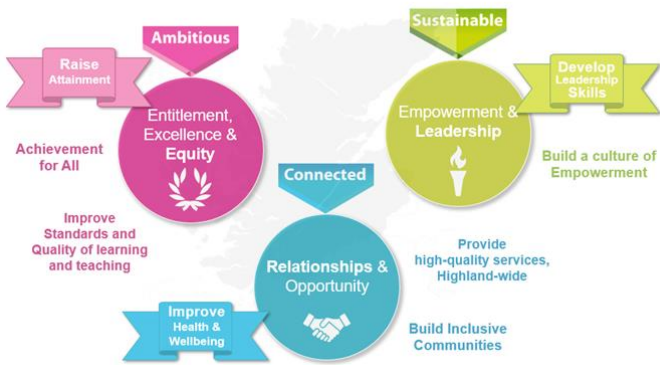 Ambitious
Raise
Attainment
Entitlement,
Excellence &
Equity
Achievement
for All
Improve
Standards and
Quality of learning
and teaching
Sustainable
Develop
Leadership
Skills
Empowerment &
Leadership
Build a culture of
Empowerment
Connected
Relationships &
Opportunity
Improve
Health &
Wellbeing
Provide
high-quality services,
Highland-wide
Build Inclusive
Communities